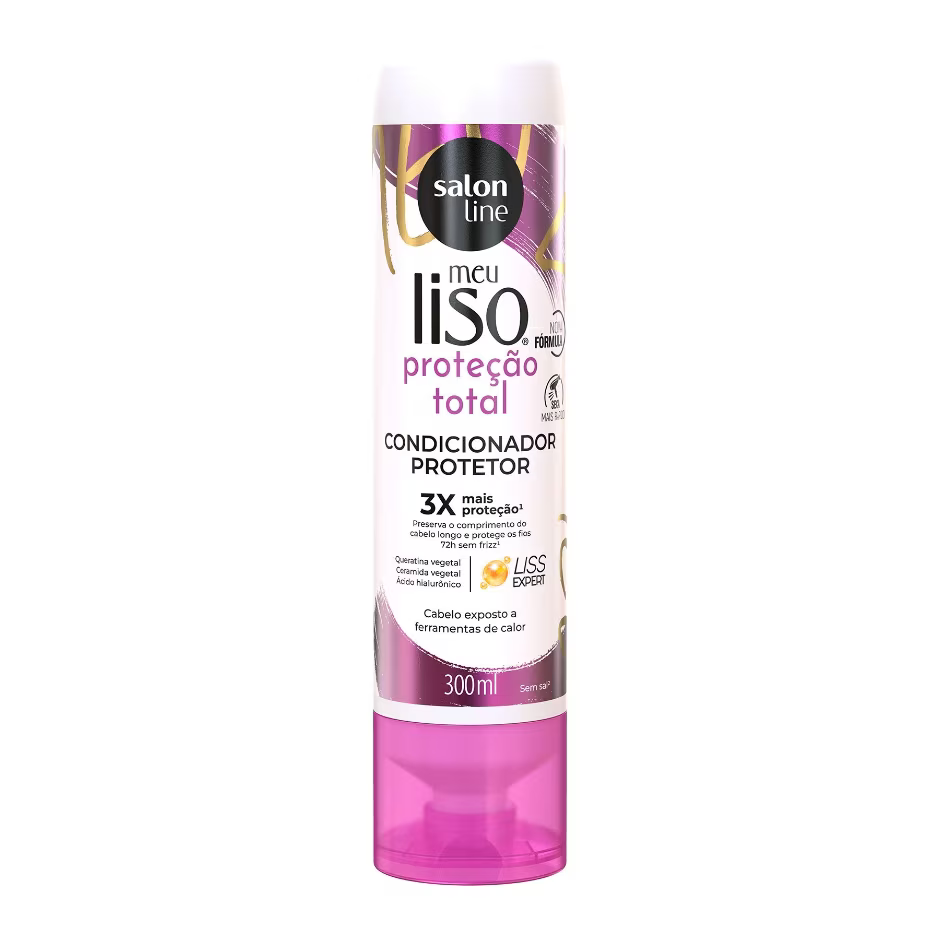 salon
line
meu
liso®
proteção
total
NOVA
FÓRMULA
MAIS
CONDICIONADOR
PROTETOR
3X mais
proteção¹
Preserva o comprimento do
cabelo longo e protege os fios
72h sem frizz¹
Queratina vegetal
Ceramida vegetal
Ácido hialurônico
LISS
EXPERT
Cabelo exposto a
ferramentas de calor
300ml
Sem sal²